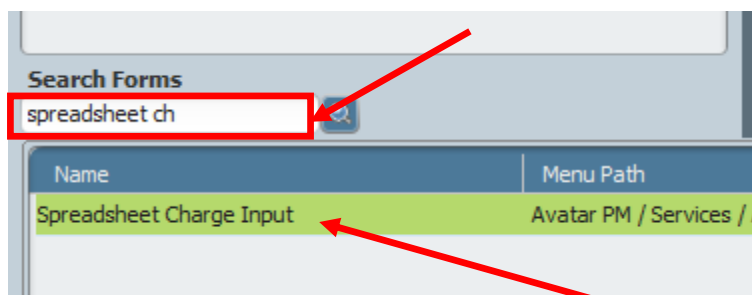 Search Forms
spreadsheet ch
Name Menu Path
Spreadsheet Charge Input Avatar PM / Services /